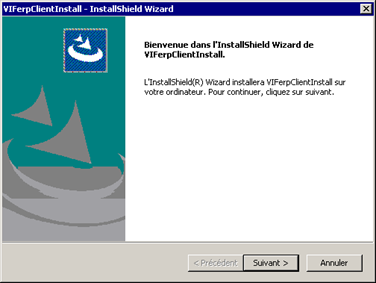 VIFerpClientInstall - InstallShield Wizard
Bienvenue dans l'InstallShield Wizard de
VIFerpClientInstall.
L'InstallShield(R) Wizard installera VIFerpClientInstall sur
votre ordinateur. Pour continuer, cliquez sur suivant.
< Précédent Suivant > Annuler